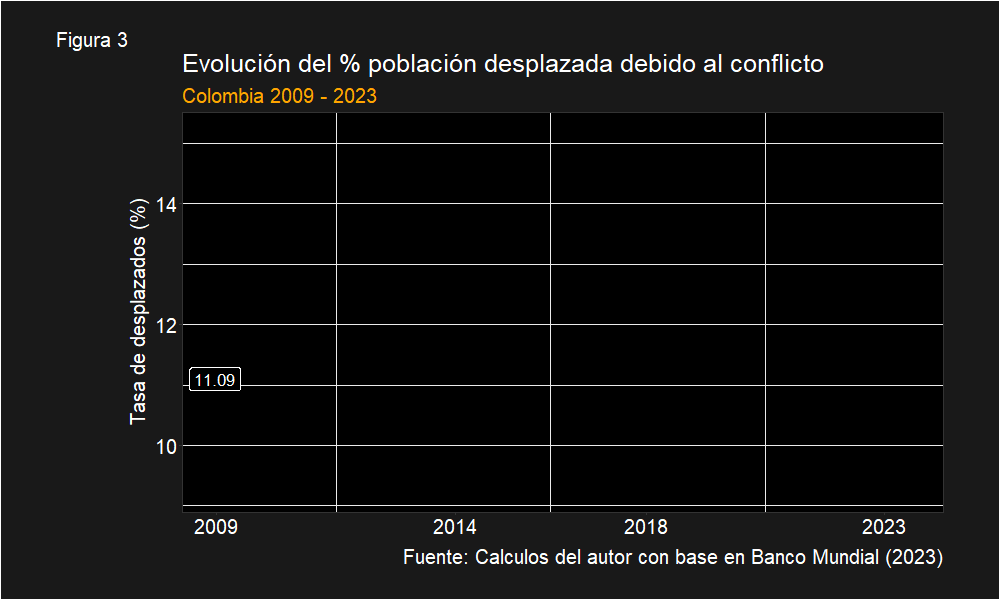 Figura 3
Evolución del % población desplazada debido al conflicto
Colombia 2009 - 2023
Tasa de desplazados (%)
14
12
11.09
10
2009 2014 2018 2023
Fuente: Calculos del autor con base en Banco Mundial (2023)